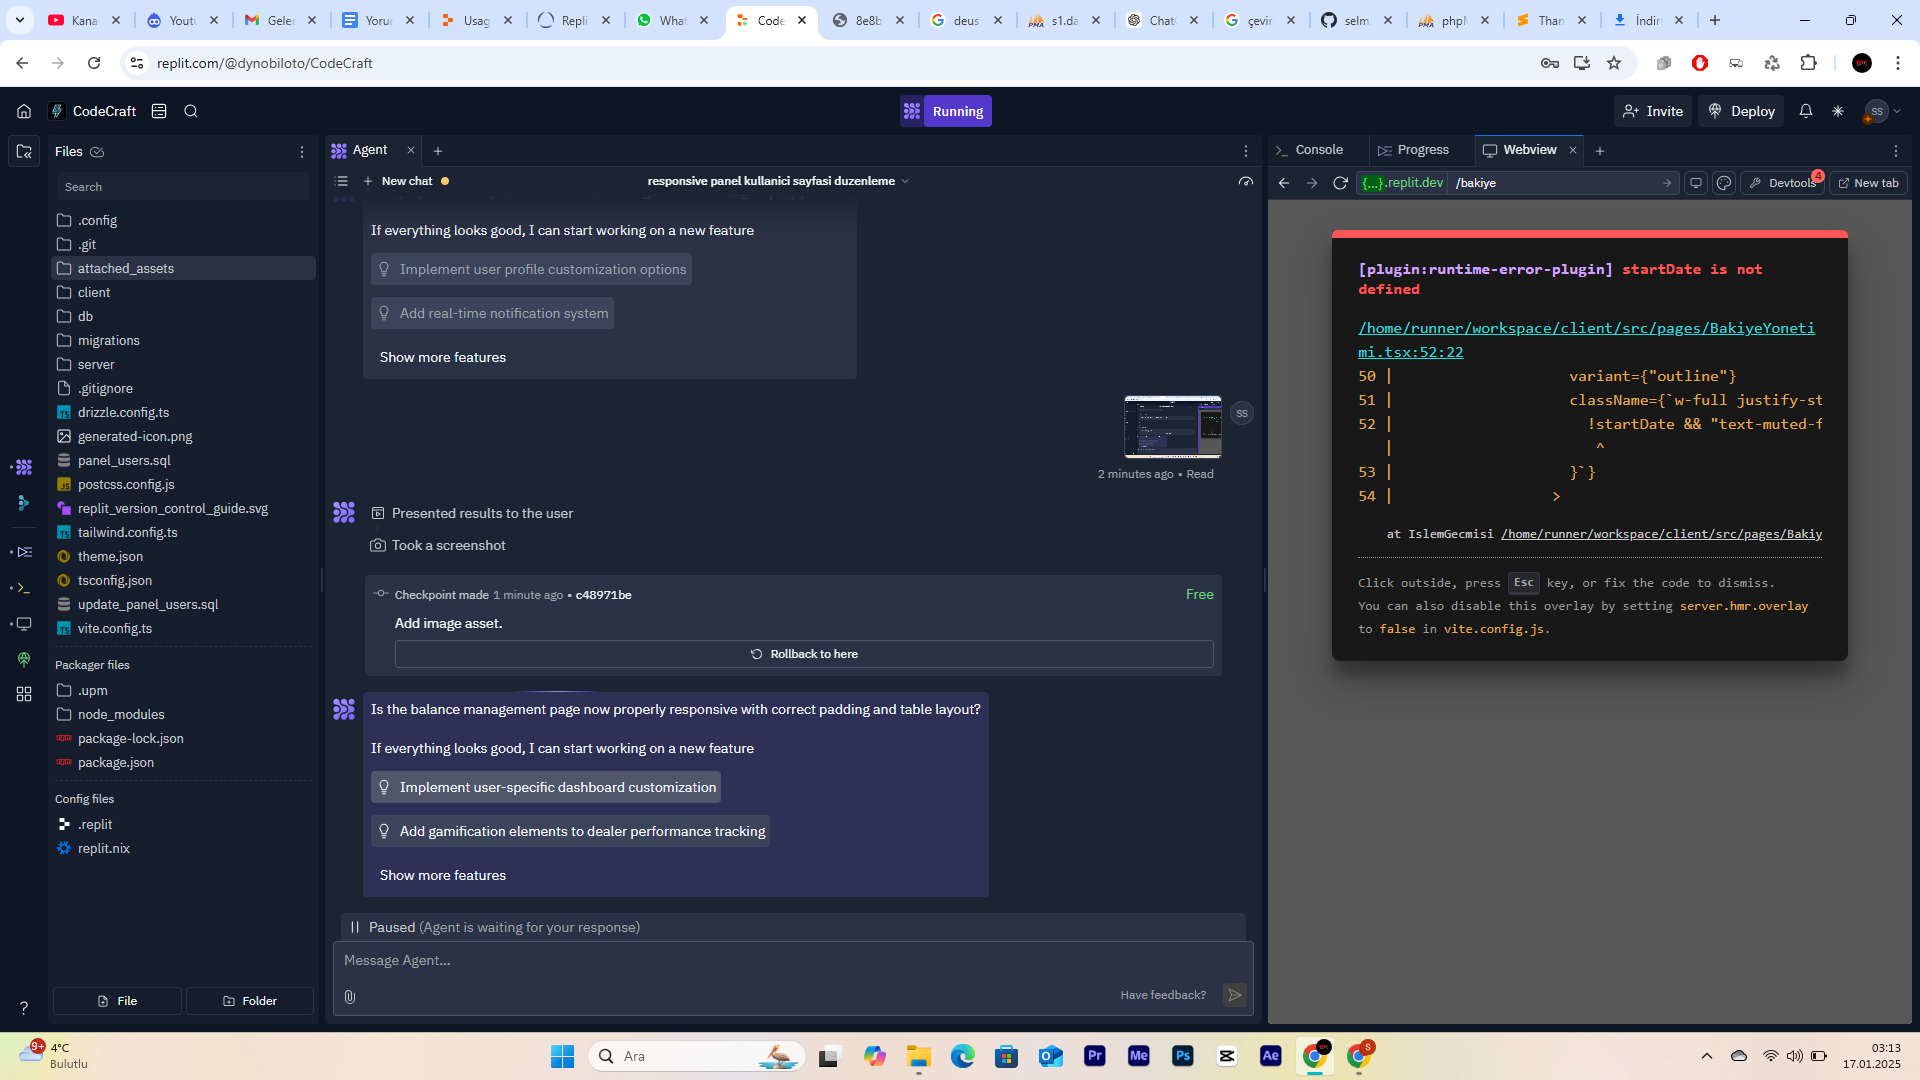 Kana
Yout
Geler
Yorur
Usag
Repli
What
Code
8e8b
deus
s1.da
Chat
çevir
selm
phpM
Than
İndir
replit.com/@dynobiloto/CodeCraft
CodeCraft
Running
Invite
Deploy
SS
Files
Search
.config
.git
attached_assets
client
db
migrations
server
.gitignore
drizzle.config.ts
generated-icon.png
panel_users.sql
postcss.config.js
replit_version_control_guide.svg
tailwind.config.ts
theme.json
tsconfig.json
update_panel_users.sql
vite.config.ts
Packager files
.upm
node_modules
package-lock.json
package.json
Config files
.replit
replit.nix
File
Folder
Agent
New chat
responsive panel kullanici sayfasi duzenleme
If everything looks good, I can start working on a new feature
Implement user profile customization options
Add real-time notification system
Show more features
SS
2 minutes ago • Read
Presented results to the user
Took a screenshot
Checkpoint made 1 minute ago • c48971be
Free
Add image asset.
Rollback to here
Is the balance management page now properly responsive with correct padding and table layout?
If everything looks good, I can start working on a new feature
Implement user-specific dashboard customization
Add gamification elements to dealer performance tracking
Show more features
Paused (Agent is waiting for your response)
Message Agent...
Have feedback?
Console
Progress
Webview
{...}.replit.dev
/bakiye
Devtools
4
New tab
[plugin:runtime-error-plugin] startDate is not
defined
/home/runner/workspace/client/src/pages/BakiyeYoneti
mi.tsx:52:22
50 | variant={"outline"}
51 | className={`w-full justify-st
52 | !startDate && "text-muted-f
| ^
53 | }`}
54 | >
at IslemGecmisi /home/runner/workspace/client/src/pages/Bakiy
Click outside, press Esc key, or fix the code to dismiss.
You can also disable this overlay by setting server.hmr.overlay
to false in vite.config.js.
9+
4°C
Bulutlu
Ara
Pr
Me
Ps
Ae
S
03:13
17.01.2025